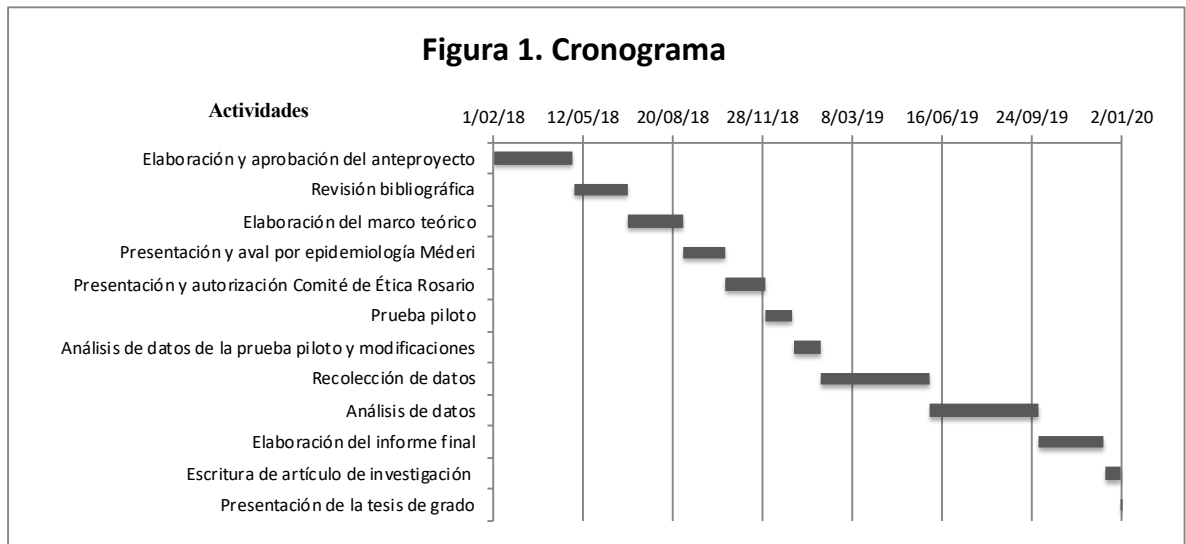 Figura 1. Cronograma
Actividades
1/02/18 12/05/18 20/08/18 28/11/18 8/03/19 16/06/19 24/09/19 2/01/20
Elaboración y aprobación del anteproyecto
Revisión bibliográfica
Elaboración del marco teórico
Presentación y aval por epidemiología Méderi
Presentación y autorización Comité de Ética Rosario
Prueba piloto
Análisis de datos de la prueba piloto y modificaciones
Recolección de datos
Análisis de datos
Elaboración del informe final
Escritura de artículo de investigación
Presentación de la tesis de grado